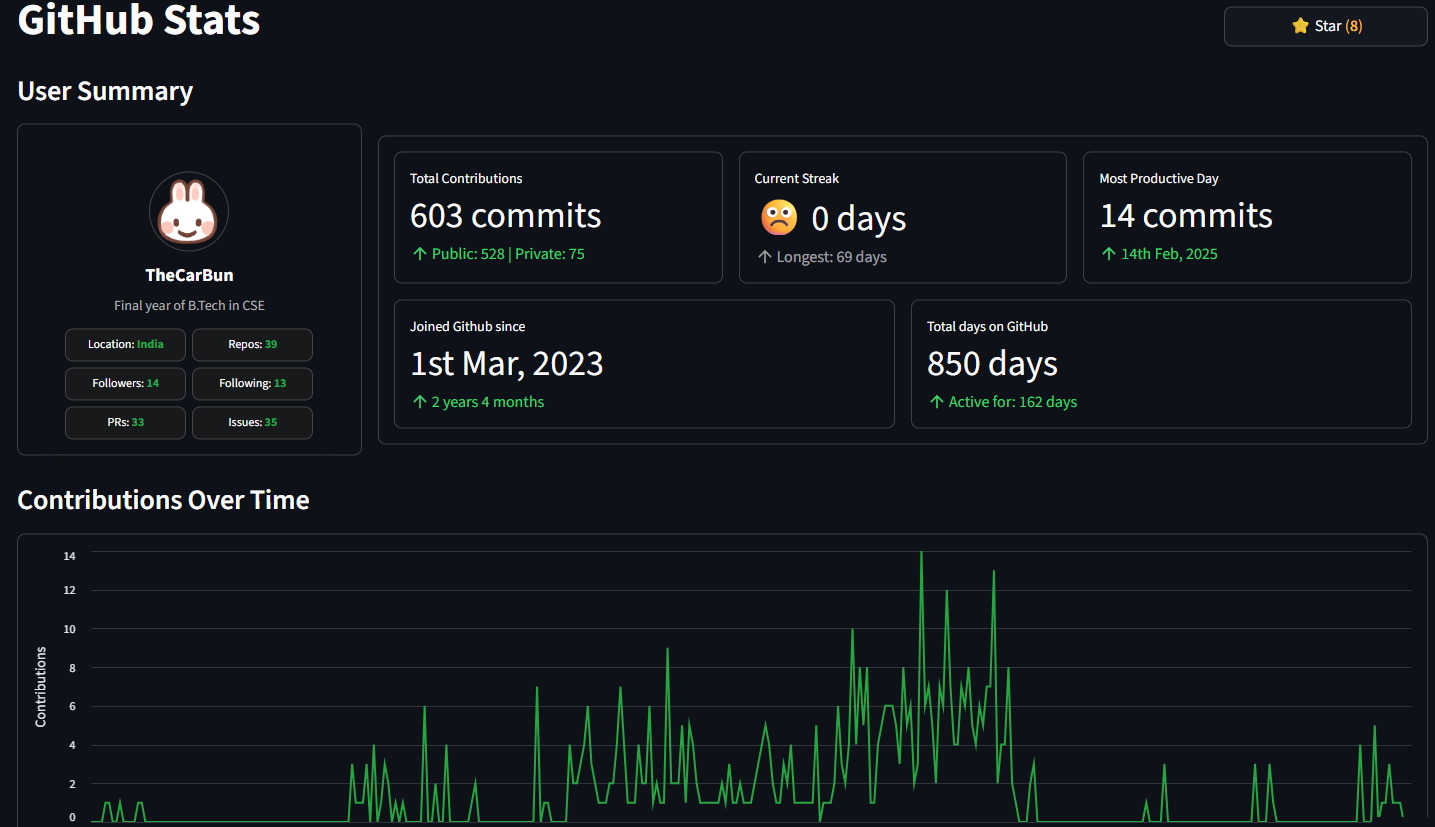 GitHub Stats
⭐ Star (8)
User Summary
TheCarBun
Final year of B.Tech in CSE
Location: India
Repos: 39
Followers: 14
Following: 13
PRs: 33
Issues: 35
Total Contributions
603 commits
↑ Public: 528 | Private: 75
Current Streak
🙁 0 days
↑ Longest: 69 days
Most Productive Day
14 commits
↑ 14th Feb, 2025
Joined Github since
1st Mar, 2023
↑ 2 years 4 months
Total days on GitHub
850 days
↑ Active for: 162 days
Contributions Over Time
Contributions
14
12
10
8
6
4
2
0